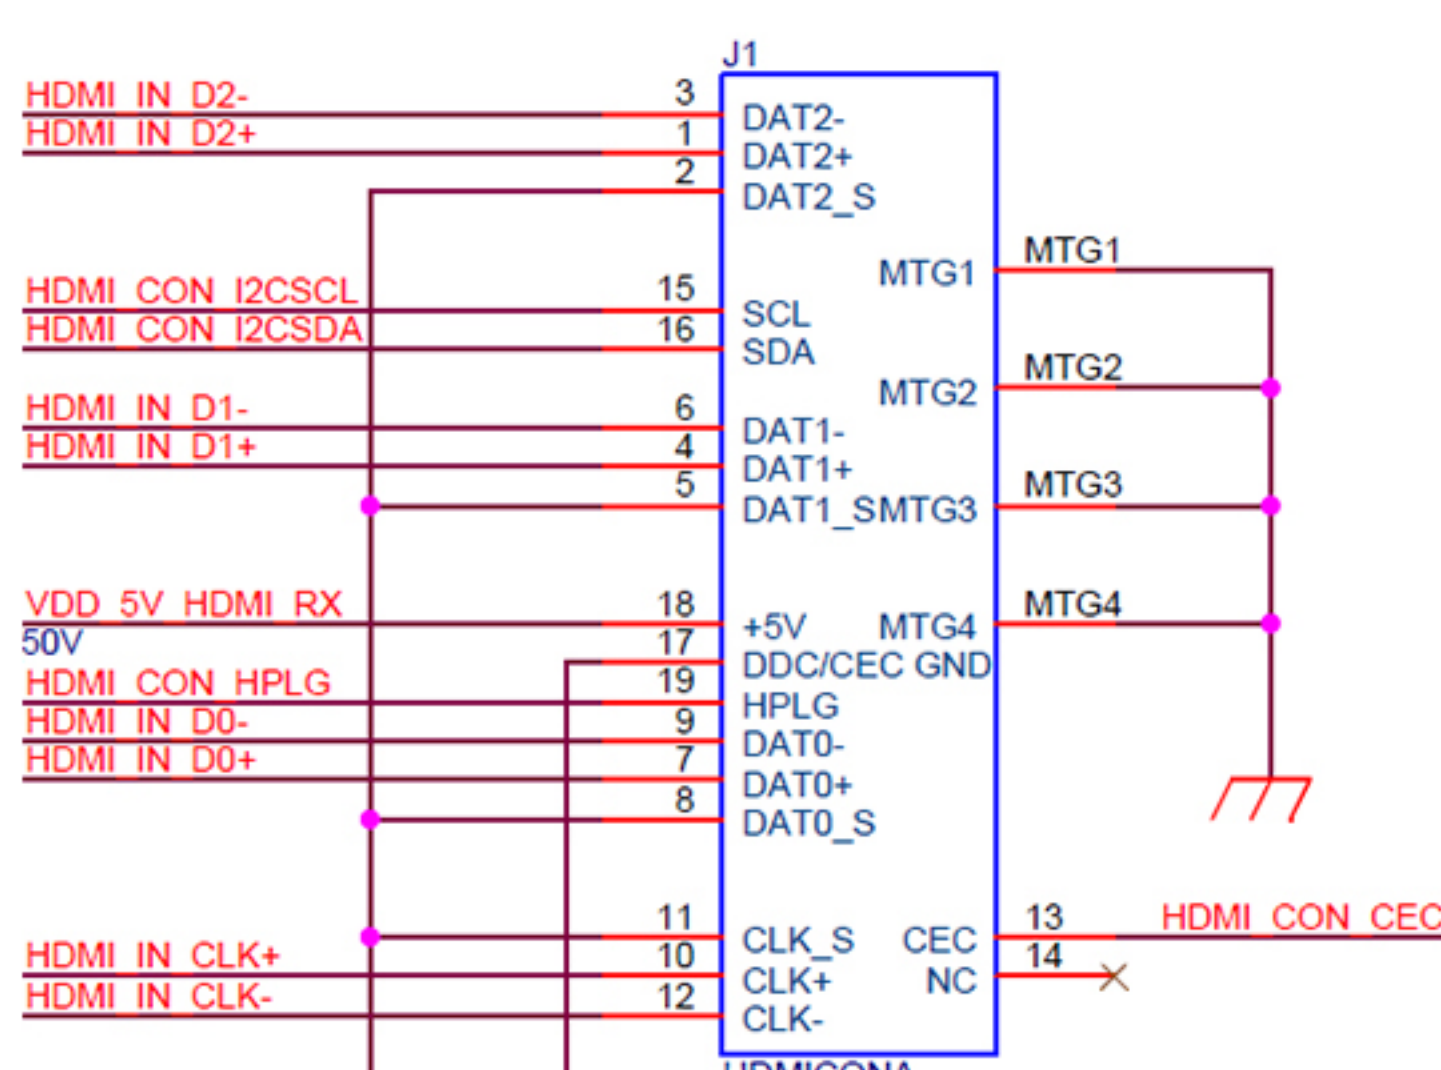 J1
HDMI_IN_D2- 3 DAT2-
HDMI_IN_D2+ 1 DAT2+
2 DAT2_S
MTG1 MTG1
HDMI_CON_I2CSCL 15 SCL
HDMI_CON_I2CSDA 16 SDA
MTG2 MTG2
HDMI_IN_D1- 6 DAT1-
HDMI_IN_D1+ 4 DAT1+
5 DAT1_S MTG3 MTG3
VDD_5V_HDMI_RX 18 +5V MTG4 MTG4
50V 17 DDC/CEC GND
HDMI_CON_HPLG 19 HPLG
HDMI_IN_D0- 9 DAT0-
HDMI_IN_D0+ 7 DAT0+
8 DAT0_S
11 CLK_S CEC 13 HDMI_CON_CEC
HDMI_IN_CLK+ 10 CLK+ NC 14
HDMI_IN_CLK- 12 CLK-